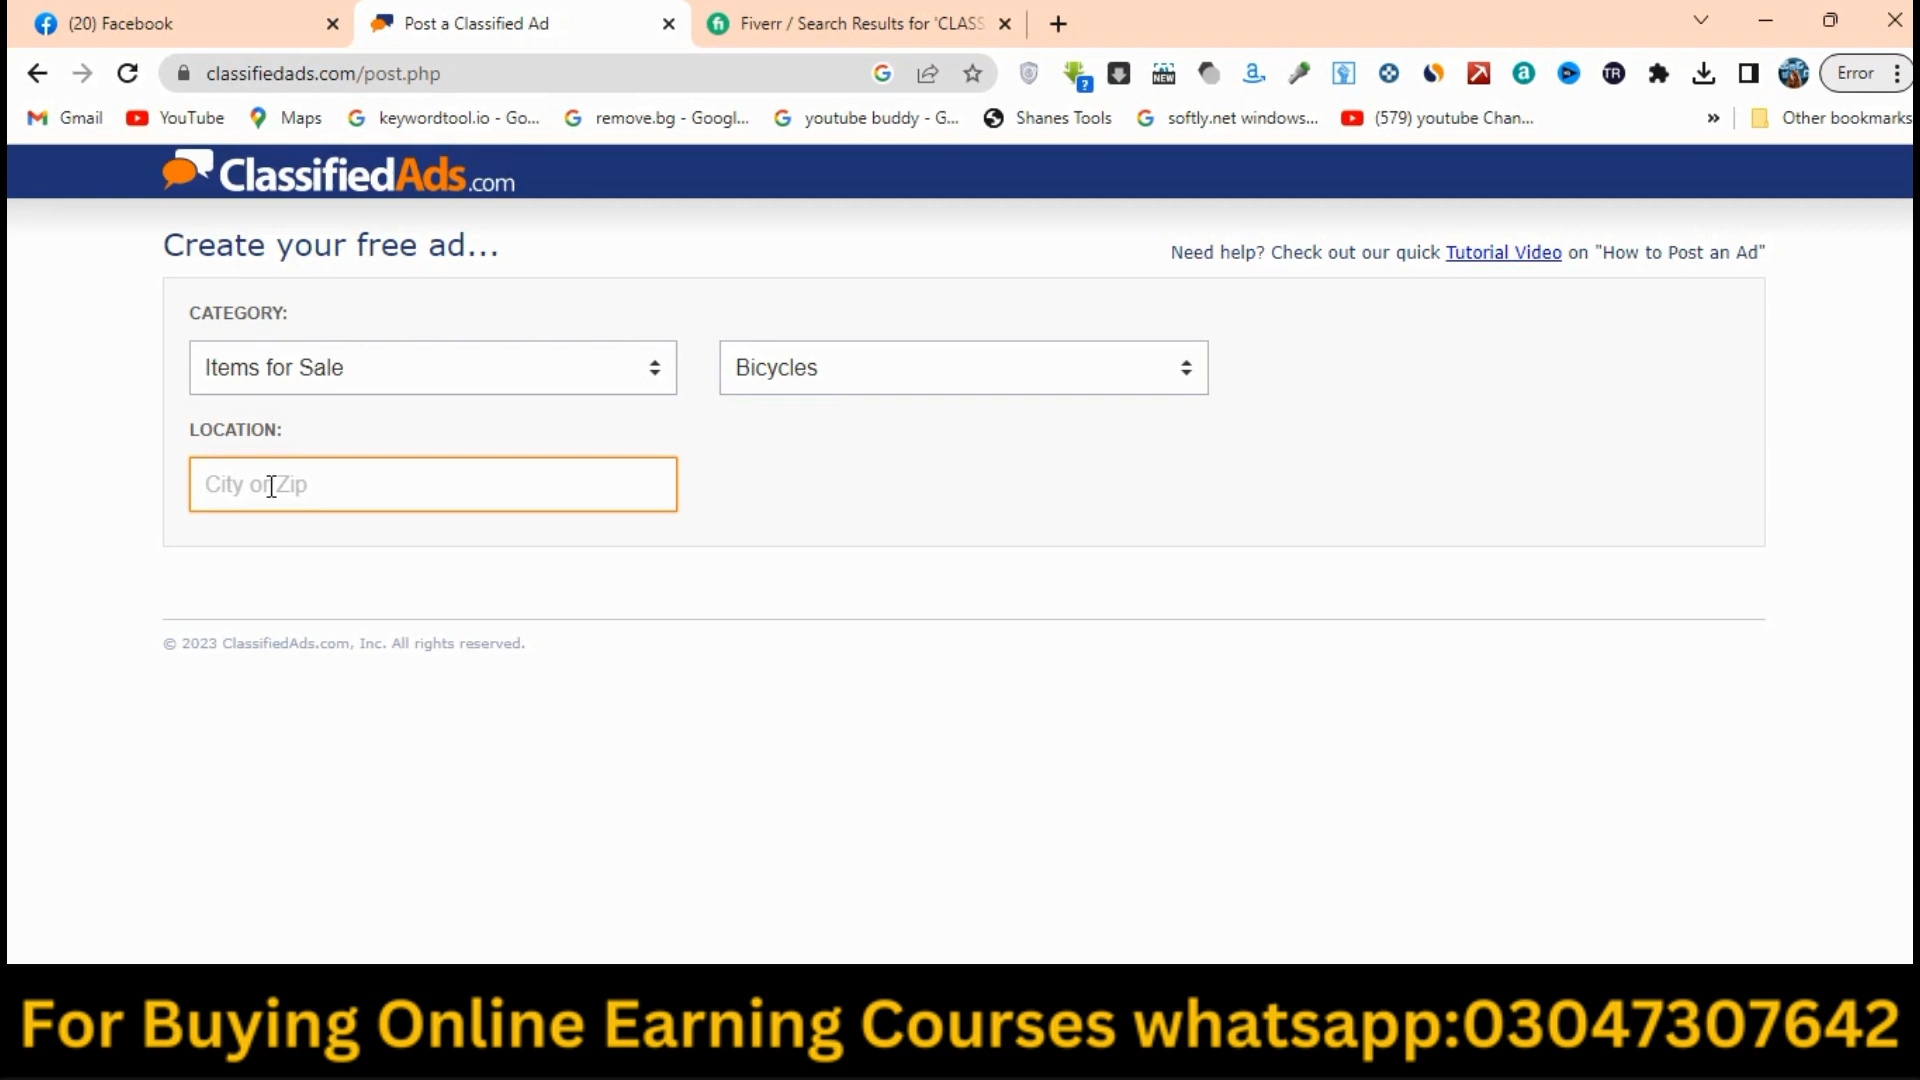 (20) Facebook
Post a Classified Ad
Fiverr / Search Results for 'CLASS
classifiedads.com/post.php
Error
Gmail
YouTube
Maps
keywordtool.io - Go...
remove.bg - Googl...
youtube buddy - G...
Shanes Tools
softly.net windows...
(579) youtube Chan...
Other bookmarks
ClassifiedAds.com
Create your free ad...
Need help? Check out our quick Tutorial Video on "How to Post an Ad"
CATEGORY:
Items for Sale
Bicycles
LOCATION:
City or Zip
© 2023 ClassifiedAds.com, Inc. All rights reserved.
For Buying Online Earning Courses whatsapp:03047307642